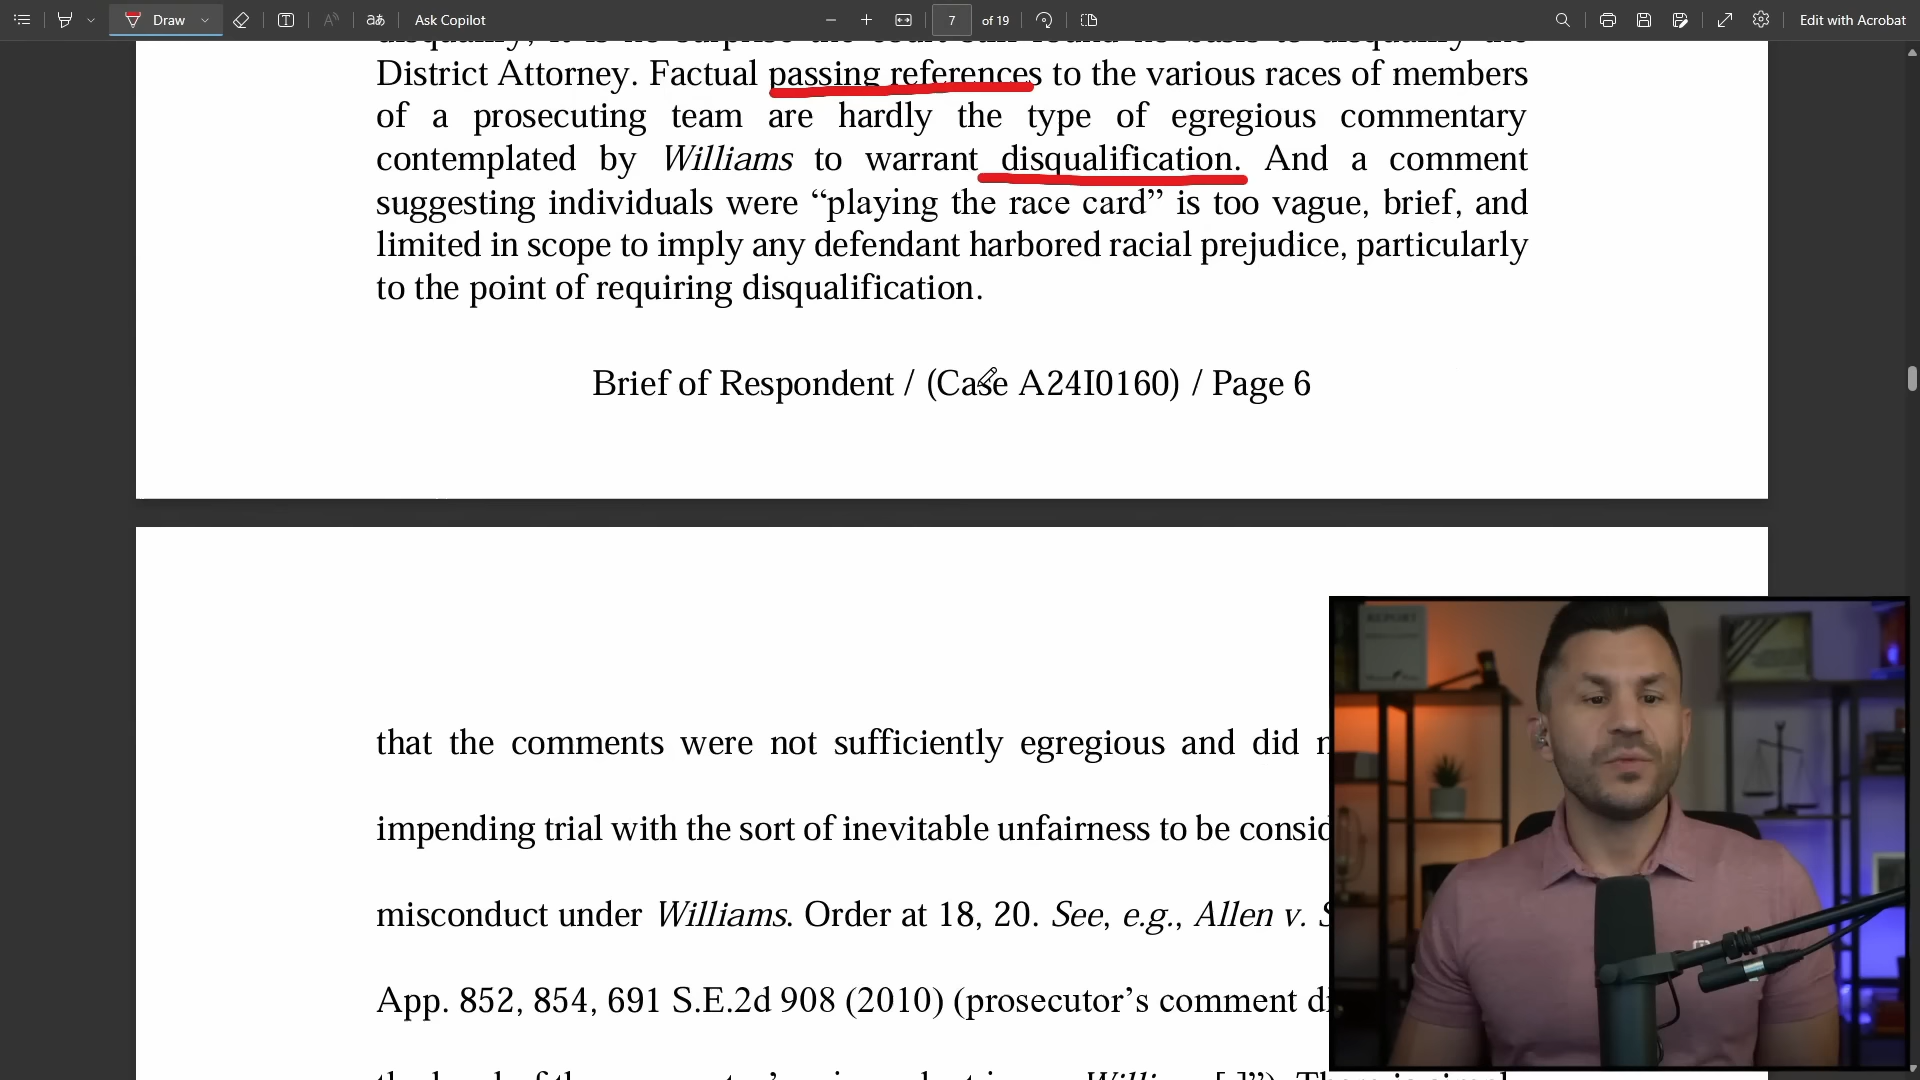 Draw
aあ
Ask Copilot
7 of 19
Edit with Acrobat
District Attorney. Factual passing references to the various races of members
of a prosecuting team are hardly the type of egregious commentary
contemplated by Williams to warrant disqualification. And a comment
suggesting individuals were “playing the race card” is too vague, brief, and
limited in scope to imply any defendant harbored racial prejudice, particularly
to the point of requiring disqualification.
Brief of Respondent / (Case A24I0160) / Page 6
that the comments were not sufficiently egregious and did
impending trial with the sort of inevitable unfairness to be consid
misconduct under Williams. Order at 18, 20. See, e.g., Allen v.
App. 852, 854, 691 S.E.2d 908 (2010) (prosecutor’s comment di
REPORT